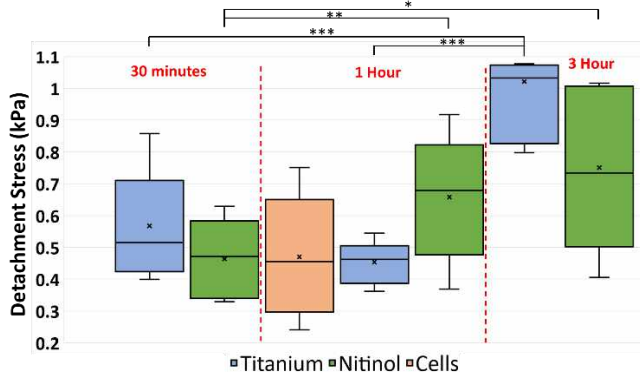 *
**
***
***
30 minutes
1 Hour
3 Hour
Detachment Stress (kPa)
1.1
1
0.9
0.8
0.7
0.6
0.5
0.4
0.3
0.2
Titanium Nitinol Cells